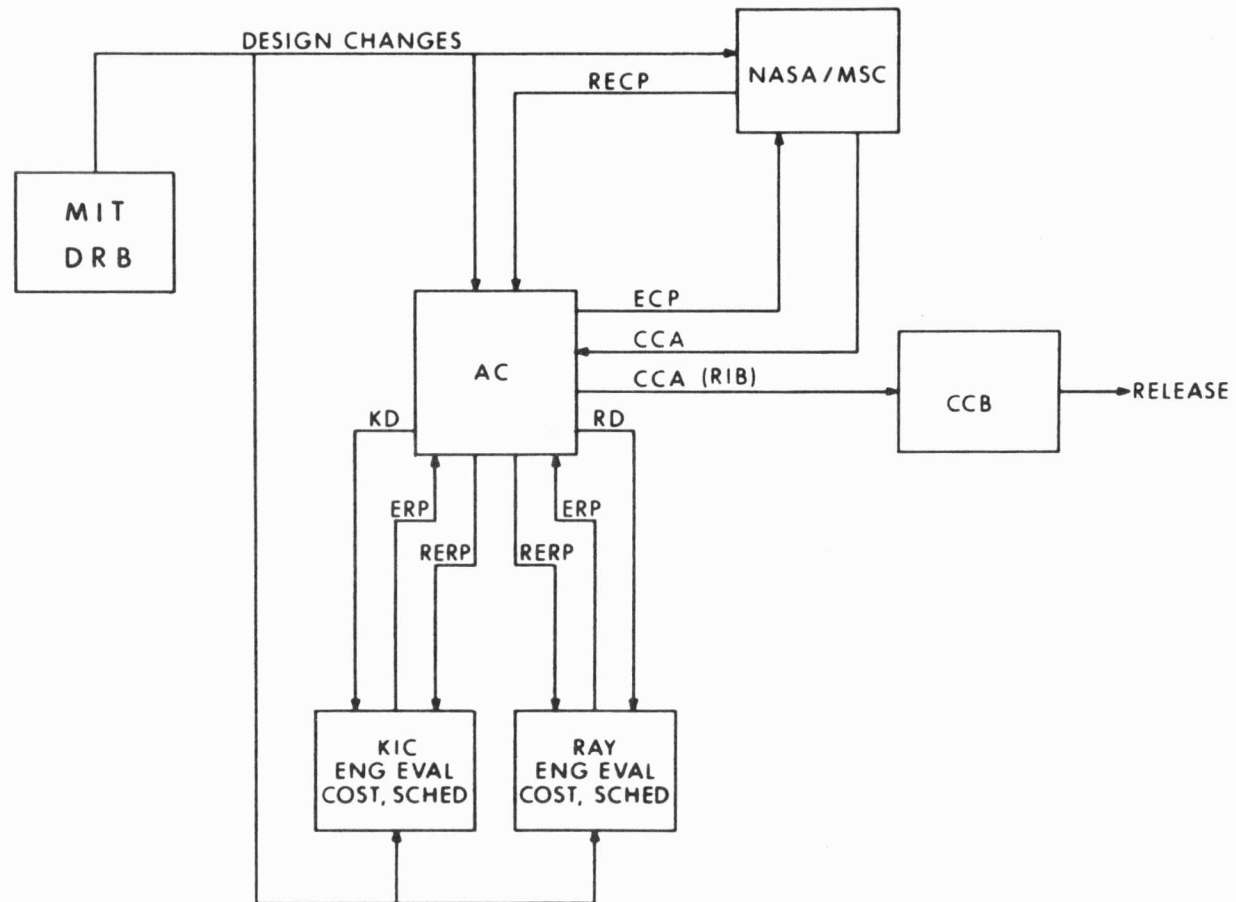 DESIGN CHANGES
NASA/MSC
RECP
MIT
DRB
ECP
CCA
AC
CCA (RIB)
CCB
RELEASE
KD
RD
ERP
ERP
RERP
RERP
KIC
ENG EVAL
COST, SCHED
RAY
ENG EVAL
COST, SCHED